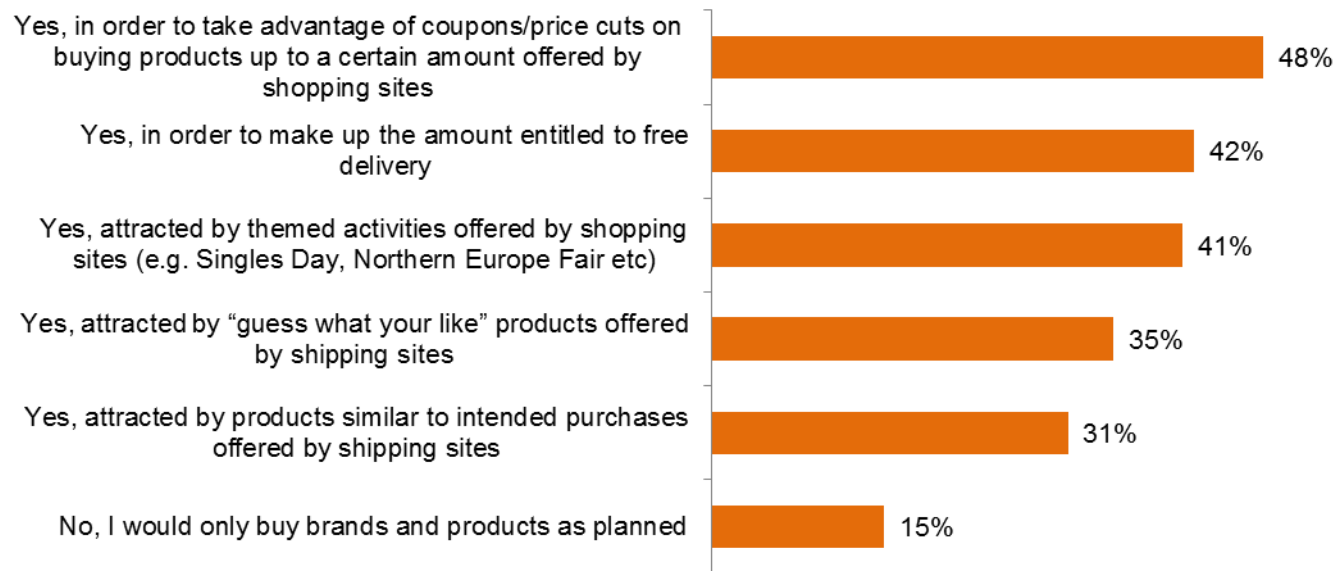 Yes, in order to take advantage of coupons/price cuts on
buying products up to a certain amount offered by
shopping sites
48%
Yes, in order to make up the amount entitled to free
delivery
42%
Yes, attracted by themed activities offered by shopping
sites (e.g. Singles Day, Northern Europe Fair etc)
41%
Yes, attracted by “guess what your like” products offered
by shipping sites
35%
Yes, attracted by products similar to intended purchases
offered by shipping sites
31%
No, I would only buy brands and products as planned
15%